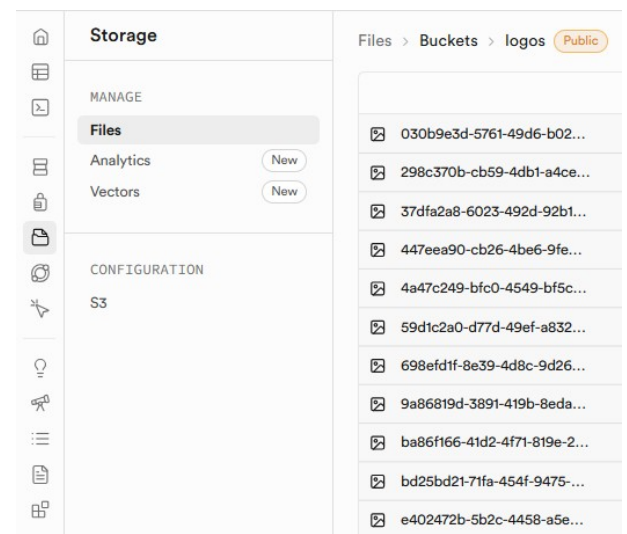 Storage
MANAGE
Files
Analytics New
Vectors New
CONFIGURATION
S3
Files > Buckets > logos Public
030b9e3d-5761-49d6-b02...
298c370b-cb59-4db1-a4ce...
37dfa2a8-6023-492d-92b1...
447eea90-cb26-4be6-9fe...
4a47c249-bfc0-4549-bf5c...
59d1c2a0-d77d-49ef-a832...
698efd1f-8e39-4d8c-9d26...
9a86819d-3891-419b-8eda...
ba86f166-41d2-4f71-819e-2...
bd25bd21-71fa-454f-9475-...
e402472b-5b2c-4458-a5e...